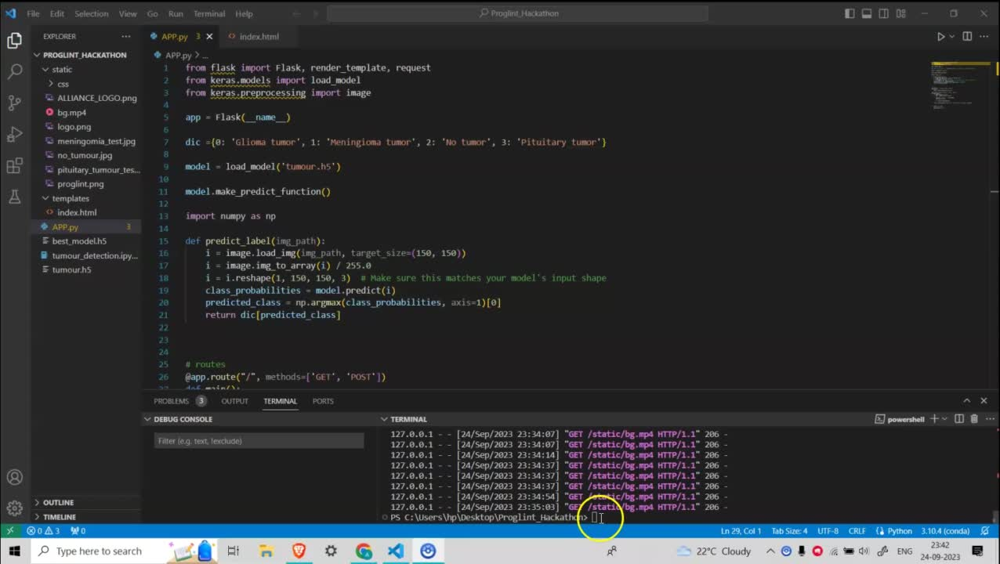 File Edit Selection View Go Run Terminal Help
Proglint_Hackathon
EXPLORER
PROGLINT_HACKATHON
static
css
ALLIANCE_LOGO.png
bg.mp4
logo.png
meningomia_test.jpg
no_tumour.jpg
pituitary_tumour_tes...
proglint.png
templates
index.html
APP.py 3
best_model.h5
tumour_detection.ipy...
tumour.h5
OUTLINE
TIMELINE
APP.py 3
index.html
APP.py > ...
1 from flask import Flask, render_template, request
2 from keras.models import load_model
3 from keras.preprocessing import image
4
5 app = Flask(__name__)
6
7 dic ={0: 'Glioma tumor', 1: 'Meningioma tumor', 2: 'No tumor', 3: 'Pituitary tumor'}
8
9 model = load_model('tumour.h5')
10
11 model.make_predict_function()
12
13 import numpy as np
14
15 def predict_label(img_path):
16 i = image.load_img(img_path, target_size=(150, 150))
17 i = image.img_to_array(i) / 255.0
18 i = i.reshape(1, 150, 150, 3) # Make sure this matches your model's input shape
19 class_probabilities = model.predict(i)
20 predicted_class = np.argmax(class_probabilities, axis=1)[0]
21 return dic[predicted_class]
22
23
24
25 # routes
26 @app.route("/", methods=['GET', 'POST'])
27 def main():
PROBLEMS 3 OUTPUT TERMINAL PORTS
DEBUG CONSOLE
Filter (e.g. text, !exclude)
TERMINAL
powershell
127.0.0.1 - - [24/Sep/2023 23:34:07] "GET /static/bg.mp4 HTTP/1.1" 206 -
127.0.0.1 - - [24/Sep/2023 23:34:07] "GET /static/bg.mp4 HTTP/1.1" 206 -
127.0.0.1 - - [24/Sep/2023 23:34:14] "GET /static/bg.mp4 HTTP/1.1" 206 -
127.0.0.1 - - [24/Sep/2023 23:34:37] "GET /static/bg.mp4 HTTP/1.1" 206 -
127.0.0.1 - - [24/Sep/2023 23:34:37] "GET /static/bg.mp4 HTTP/1.1" 206 -
127.0.0.1 - - [24/Sep/2023 23:34:37] "GET /static/bg.mp4 HTTP/1.1" 206 -
127.0.0.1 - - [24/Sep/2023 23:34:54] "GET /static/bg.mp4 HTTP/1.1" 206 -
127.0.0.1 - - [24/Sep/2023 23:35:03] "GET /static/bg.mp4 HTTP/1.1" 206 -
PS C:\Users\hp\Desktop\Proglint_Hackathon>
0 3 0
Ln 29, Col 1 Tab Size: 4 UTF-8 CRLF Python 3.10.4 (conda)
Type here to search
22°C Cloudy
ENG
23:42
24-09-2023